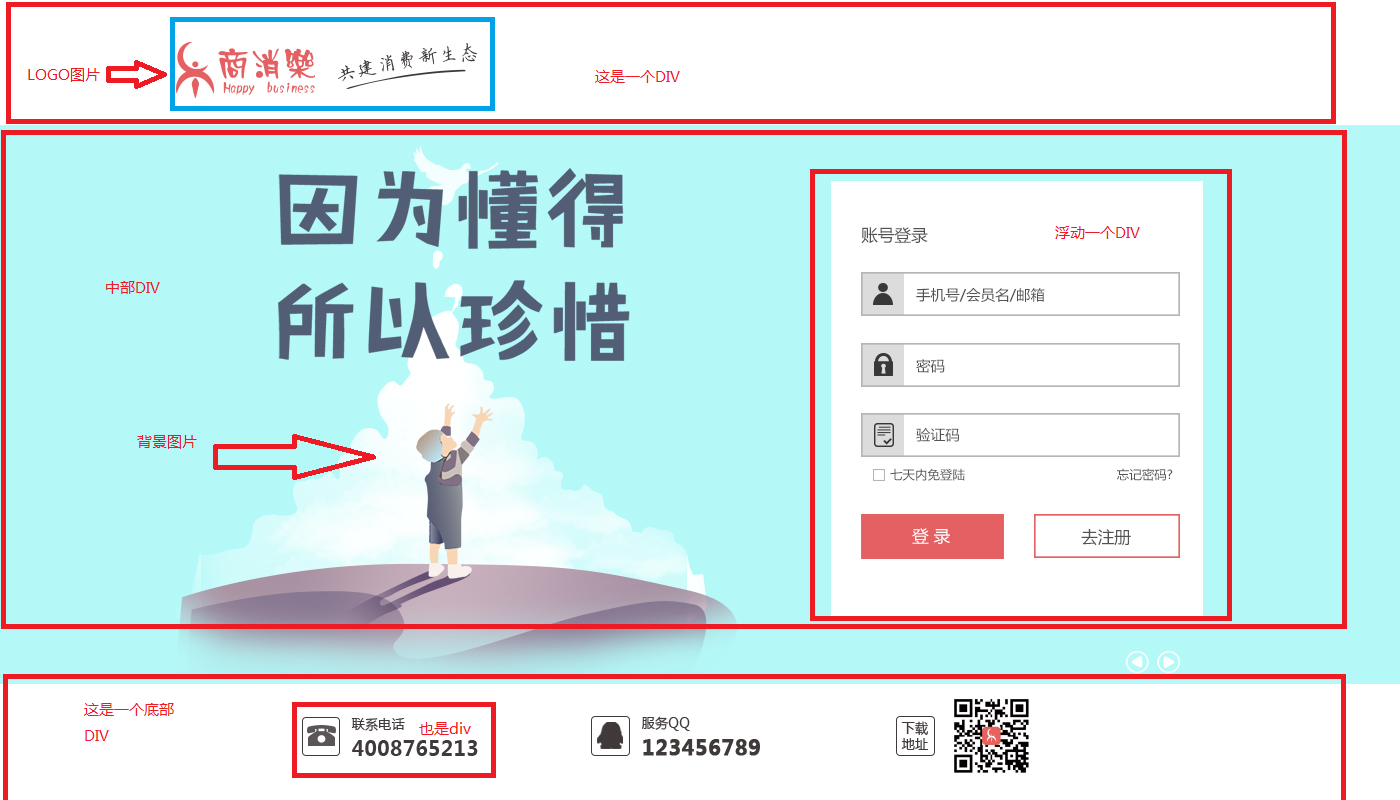 LOGO图片
商消樂
Happy business
共建消费新生态
这是一个DIV
因为懂得
所以珍惜
中部DIV
背景图片
账号登录
浮动一个DIV
手机号/会员名/邮箱
密码
验证码
七天内免登陆
忘记密码?
登录
去注册
这是一个底部
DIV
联系电话
也是div
4008765213
服务QQ
123456789
下载
地址